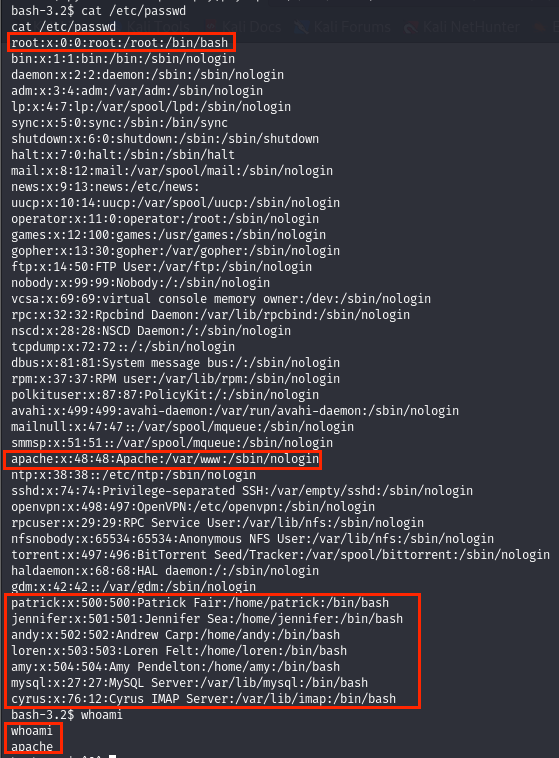 bash-3.2$ cat /etc/passwd
cat /etc/passwd
root:x:0:0:root:/root:/bin/bash
bin:x:1:1:bin:/bin:/sbin/nologin
daemon:x:2:2:daemon:/sbin:/sbin/nologin
adm:x:3:4:adm:/var/adm:/sbin/nologin
lp:x:4:7:lp:/var/spool/lpd:/sbin/nologin
sync:x:5:0:sync:/sbin:/bin/sync
shutdown:x:6:0:shutdown:/sbin:/sbin/shutdown
halt:x:7:0:halt:/sbin:/sbin/halt
mail:x:8:12:mail:/var/spool/mail:/sbin/nologin
news:x:9:13:news:/etc/news:
uucp:x:10:14:uucp:/var/spool/uucp:/sbin/nologin
operator:x:11:0:operator:/root:/sbin/nologin
games:x:12:100:games:/usr/games:/sbin/nologin
gopher:x:13:30:gopher:/var/gopher:/sbin/nologin
ftp:x:14:50:FTP User:/var/ftp:/sbin/nologin
nobody:x:99:99:Nobody:/:/sbin/nologin
vcsa:x:69:69:virtual console memory owner:/dev:/sbin/nologin
rpc:x:32:32:Rpcbind Daemon:/var/lib/rpcbind:/sbin/nologin
nscd:x:28:28:NSCD Daemon:/:/sbin/nologin
tcpdump:x:72:72::/:/sbin/nologin
dbus:x:81:81:System message bus:/:/sbin/nologin
rpm:x:37:37:RPM user:/var/lib/rpm:/sbin/nologin
polkituser:x:87:87:PolicyKit:/:/sbin/nologin
avahi:x:499:499:avahi-daemon:/var/run/avahi-daemon:/sbin/nologin
mailnull:x:47:47::/var/spool/mqueue:/sbin/nologin
smmsp:x:51:51::/var/spool/mqueue:/sbin/nologin
apache:x:48:48:Apache:/var/www:/sbin/nologin
ntp:x:38:38::/etc/ntp:/sbin/nologin
sshd:x:74:74:Privilege-separated SSH:/var/empty/sshd:/sbin/nologin
openvpn:x:498:497:OpenVPN:/etc/openvpn:/sbin/nologin
rpcuser:x:29:29:RPC Service User:/var/lib/nfs:/sbin/nologin
nfsnobody:x:65534:65534:Anonymous NFS User:/var/lib/nfs:/sbin/nologin
torrent:x:497:496:BitTorrent Seed/Tracker:/var/spool/bittorrent:/sbin/nologin
haldaemon:x:68:68:HAL daemon:/:/sbin/nologin
gdm:x:42:42::/var/gdm:/sbin/nologin
patrick:x:500:500:Patrick Fair:/home/patrick:/bin/bash
jennifer:x:501:501:Jennifer Sea:/home/jennifer:/bin/bash
andy:x:502:502:Andrew Carp:/home/andy:/bin/bash
loren:x:503:503:Loren Felt:/home/loren:/bin/bash
amy:x:504:504:Amy Pendelton:/home/amy:/bin/bash
mysql:x:27:27:MySQL Server:/var/lib/mysql:/bin/bash
cyrus:x:76:12:Cyrus IMAP Server:/var/lib/imap:/bin/bash
bash-3.2$ whoami
whoami
apache